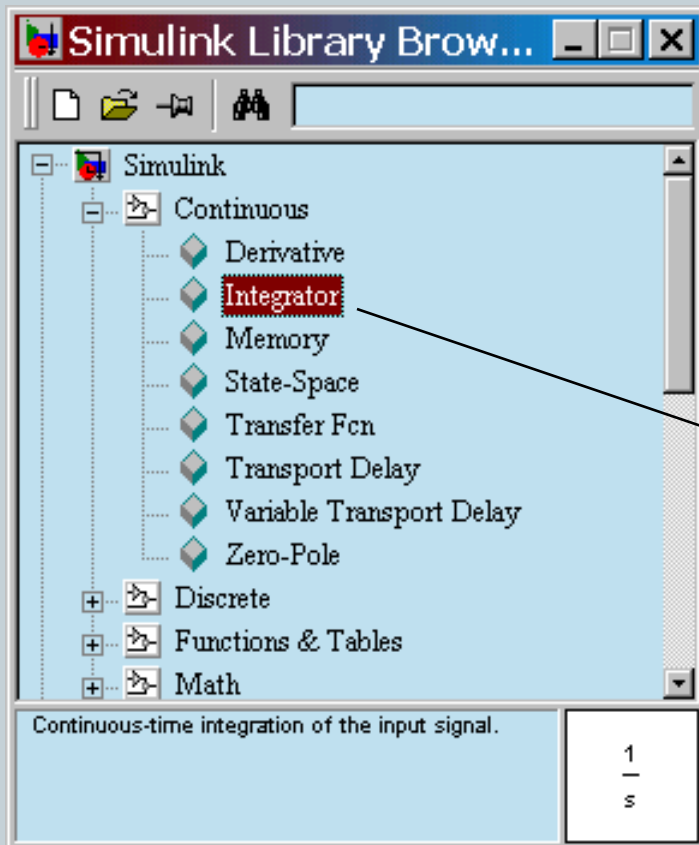 Simulink Library Brow...
Simulink
Continuous
Derivative
Integrator
Memory
State-Space
Transfer Fcn
Transport Delay
Variable Transport Delay
Zero-Pole
Discrete
Functions & Tables
Math
Continuous-time integration of the input signal.
1
s